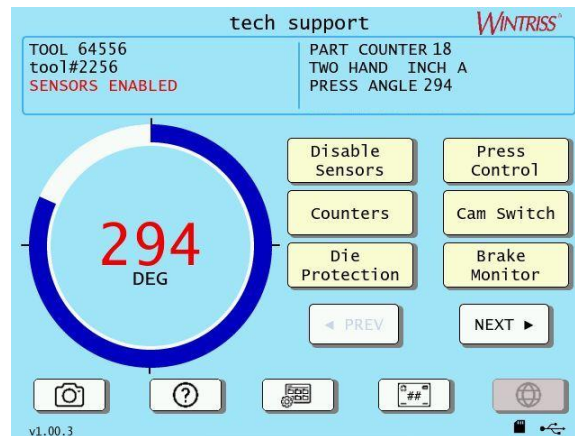 tech support
WINTRISS®
TOOL 64556
tool#2256
SENSORS ENABLED
PART COUNTER 18
TWO HAND INCH A
PRESS ANGLE 294
294
DEG
Disable
Sensors
Press
Control
Counters
Cam Switch
Die
Protection
Brake
Monitor
◄ PREV
NEXT ►
?
##
v1.00.3